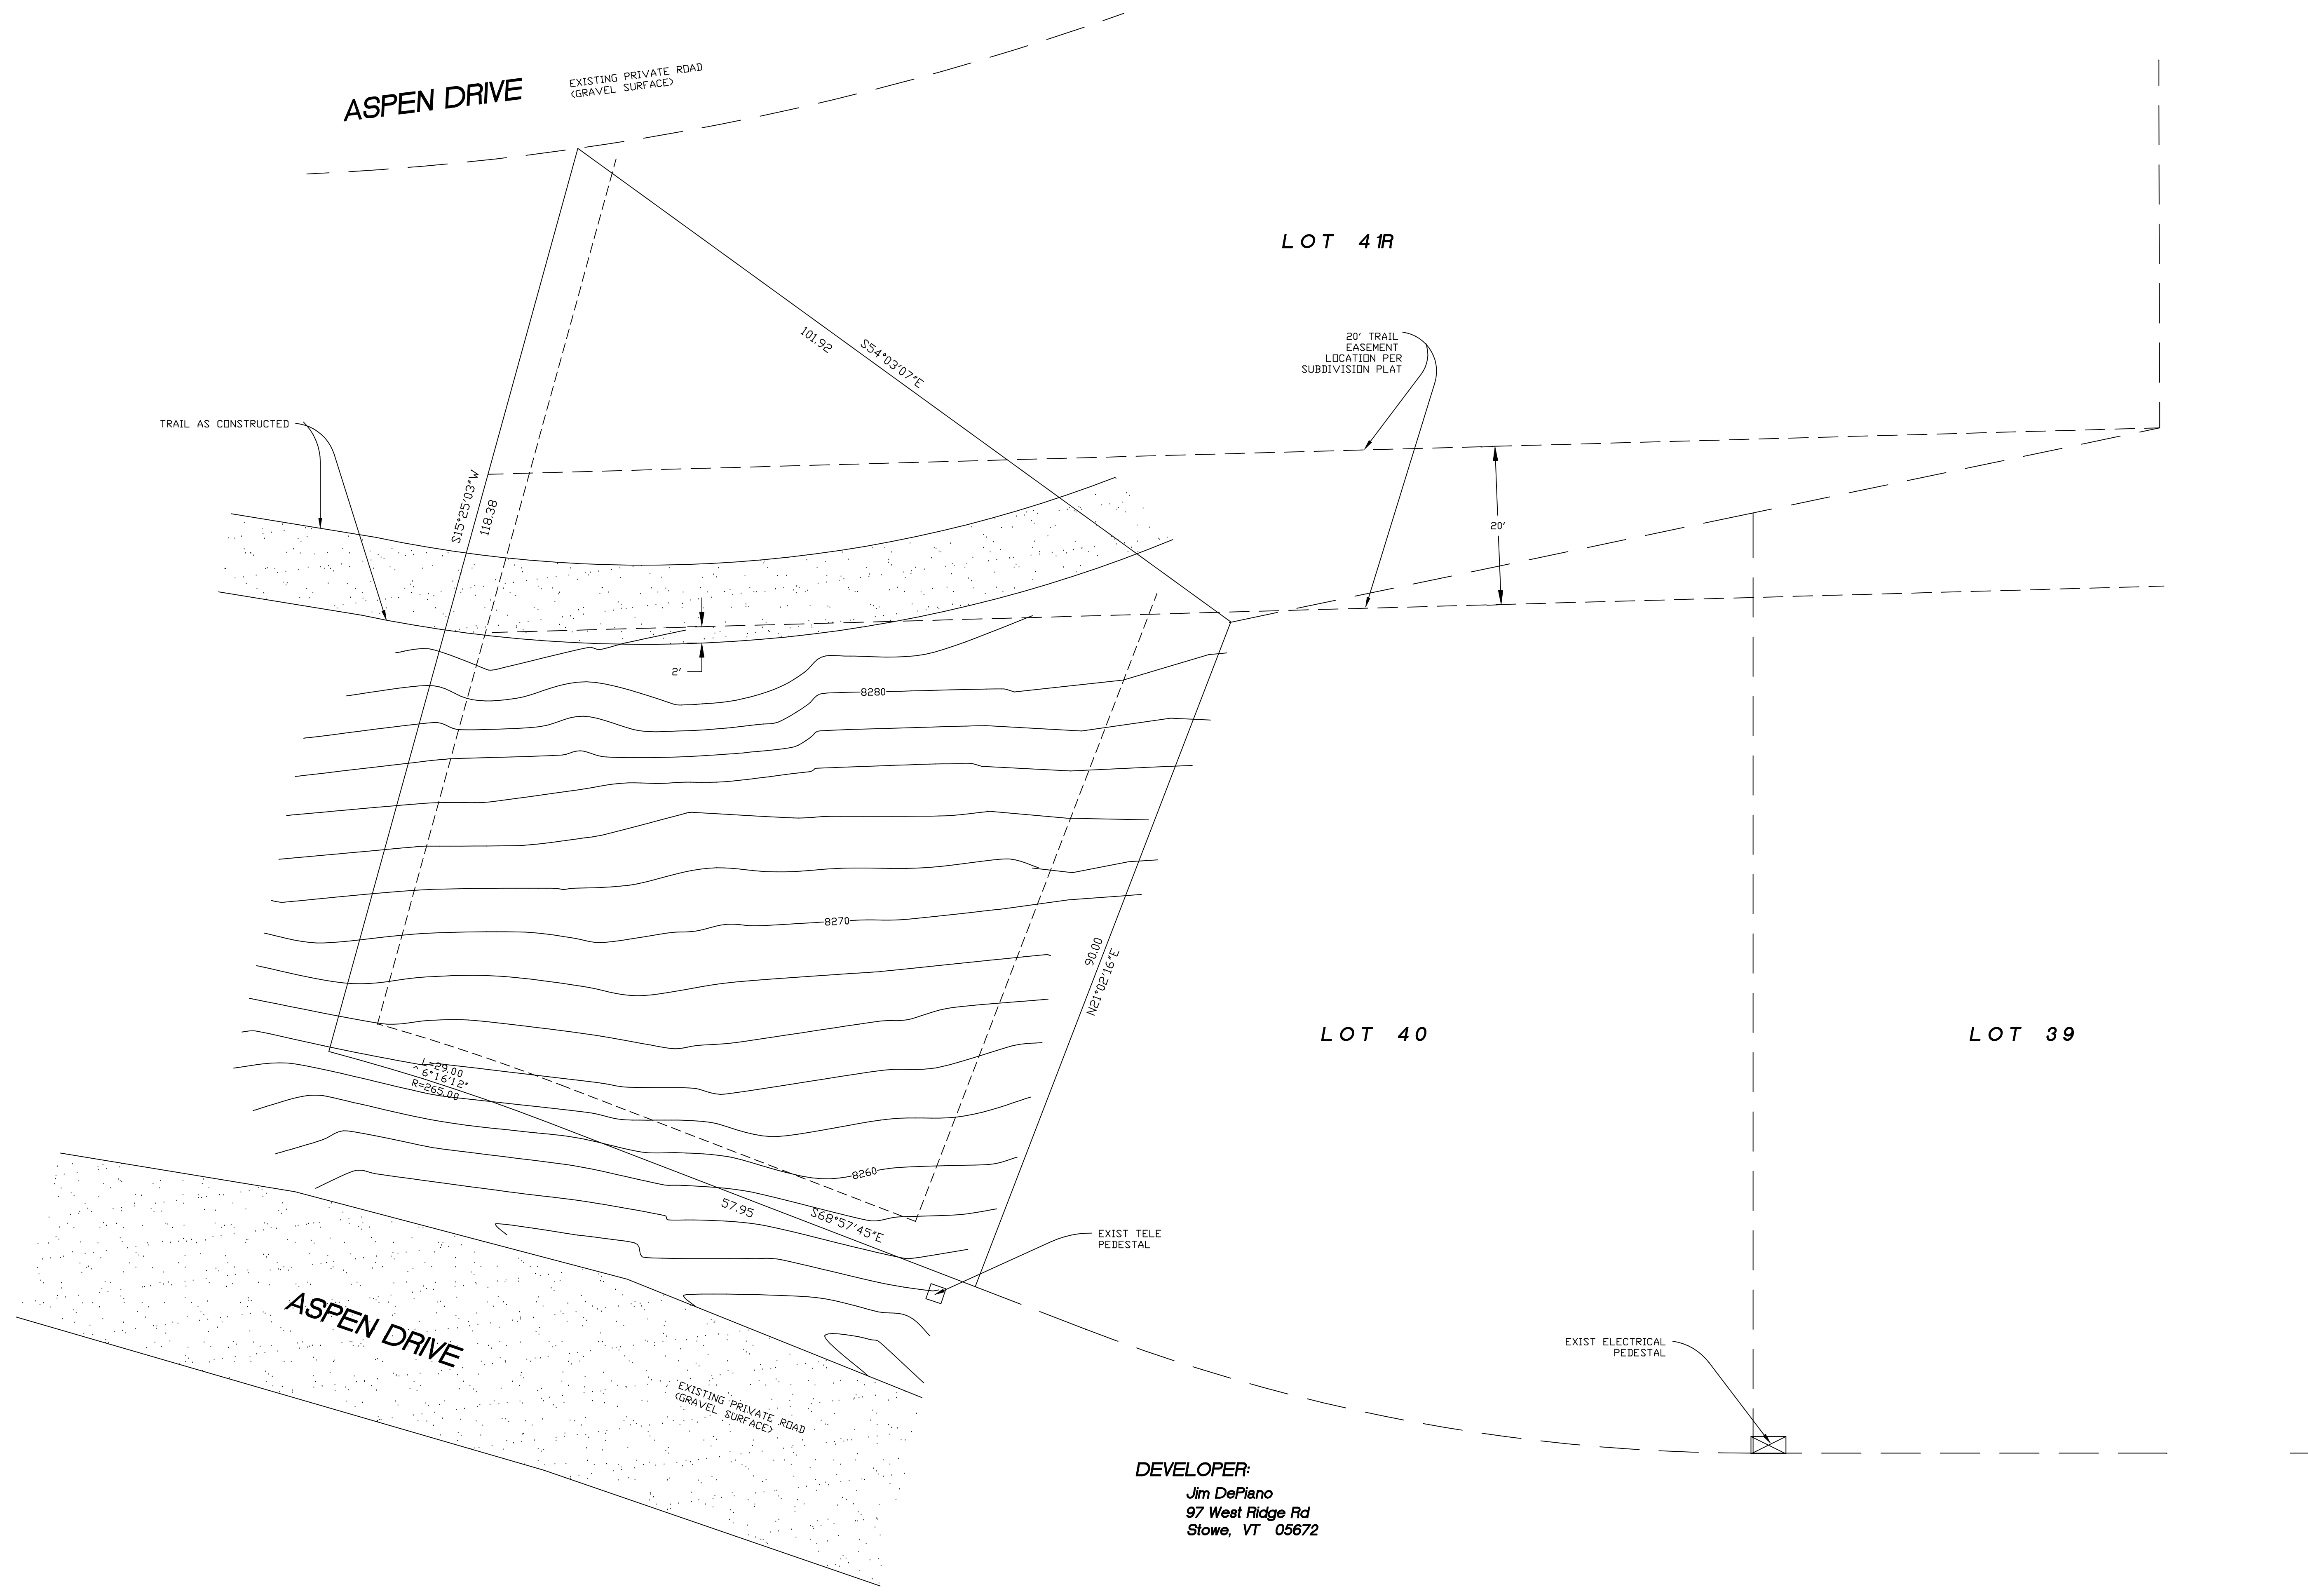 ASPEN DRIVE
EXISTING PRIVATE ROAD
(GRAVEL SURFACE)
LOT 41R
101.92
S54°03'07"E
20' TRAIL
EASEMENT
LOCATION PER
SUBDIVISION PLAT
TRAIL AS CONSTRUCTED
S15°25'03"W
118.38
20'
2'
8280
8270
90.00
N21°02'16"E
LOT 40
LOT 39
L=29.00
^ 6°16'12"
R=265.00
8260
57.95
S68°57'45"E
EXIST TELE
PEDESTAL
ASPEN DRIVE
EXISTING PRIVATE ROAD
(GRAVEL SURFACE)
EXIST ELECTRICAL
PEDESTAL
DEVELOPER:
Jim DePiano
97 West Ridge Rd
Stowe, VT 05672